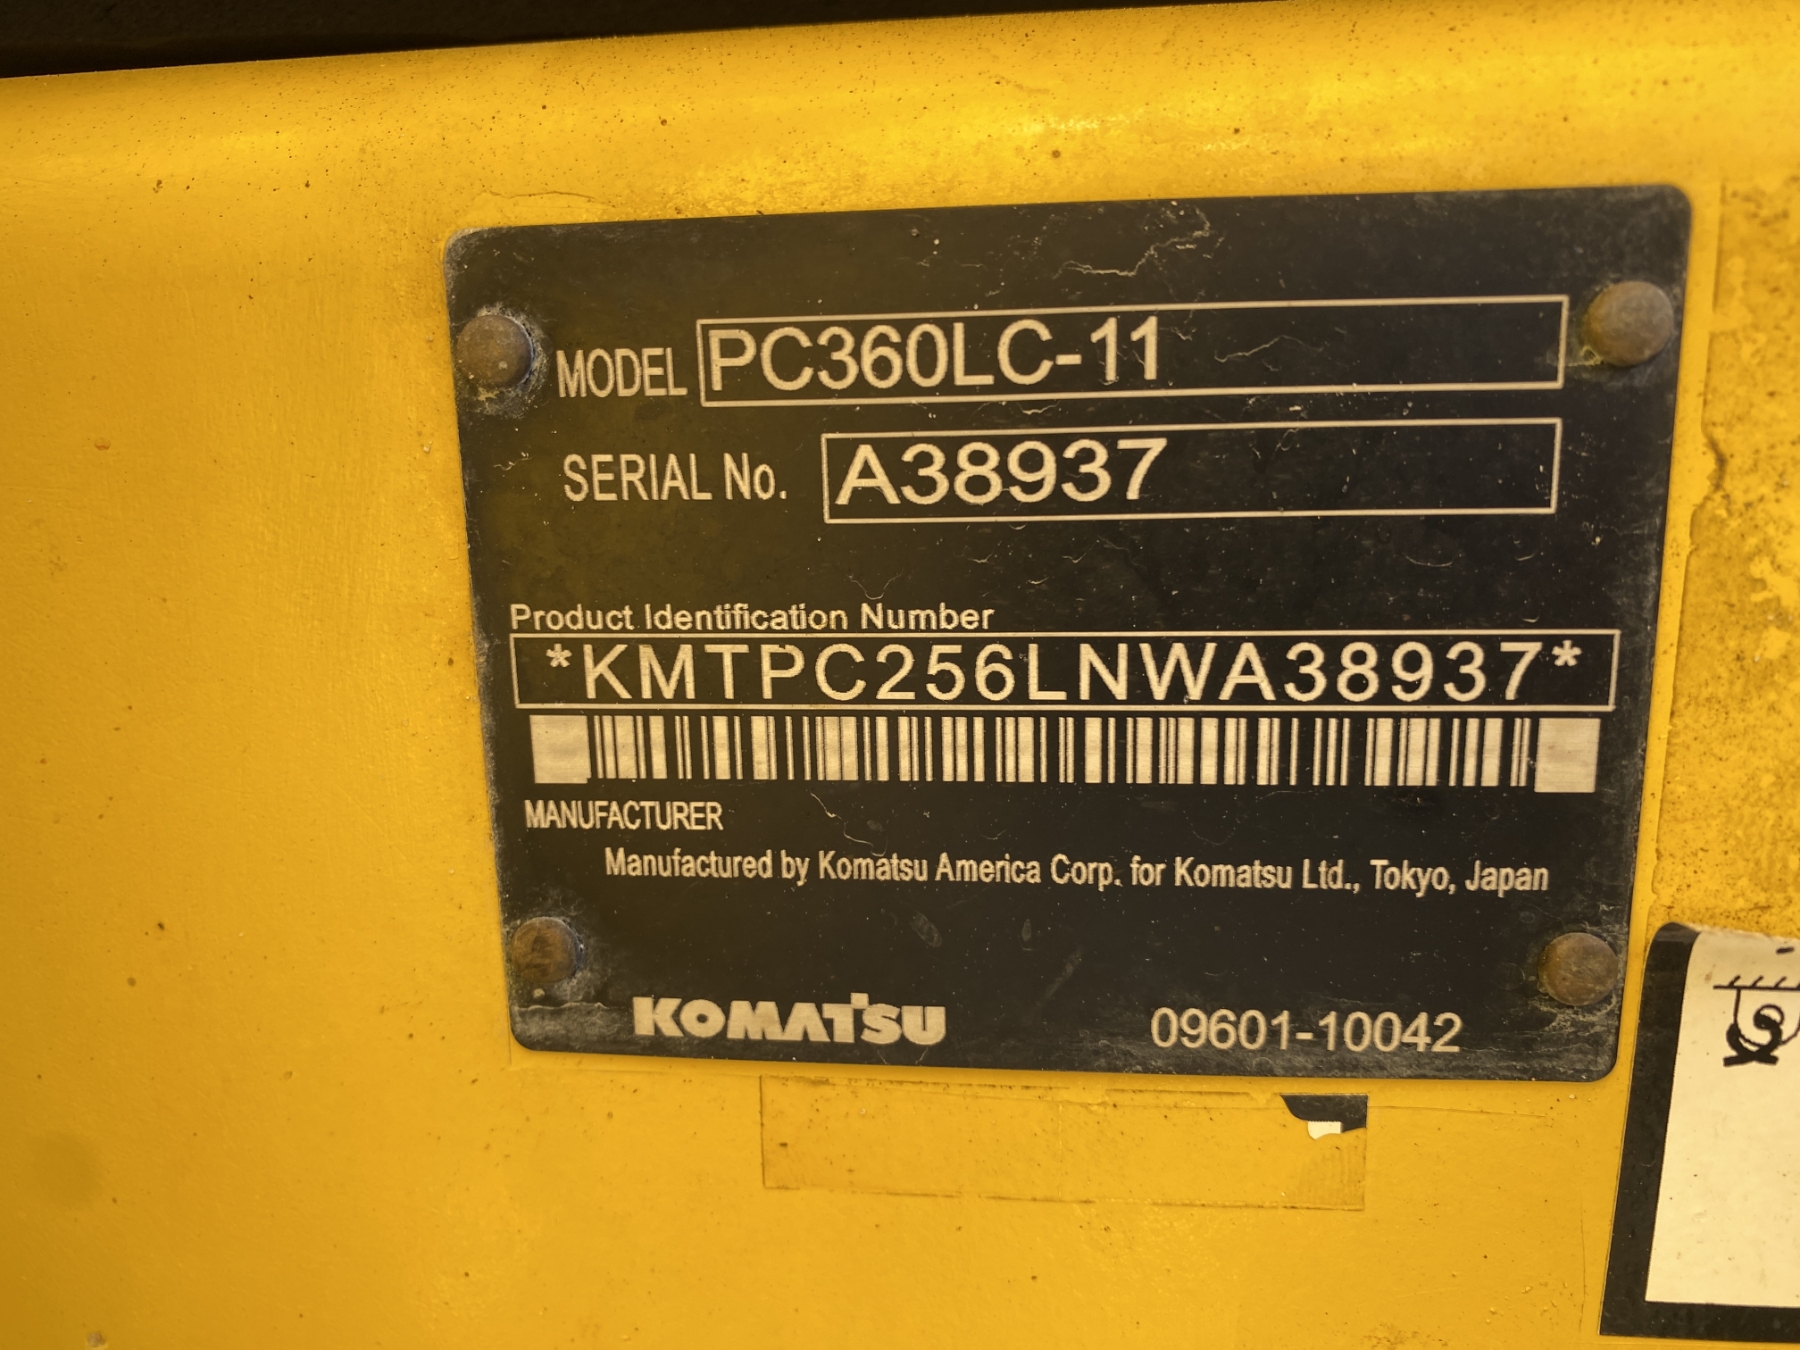 MODEL PC360LC-11
SERIAL No. A38937
Product Identification Number
*KMTPC256LNWA38937*
MANUFACTURER
Manufactured by Komatsu America Corp. for Komatsu Ltd., Tokyo, Japan
KOMATSU 09601-10042